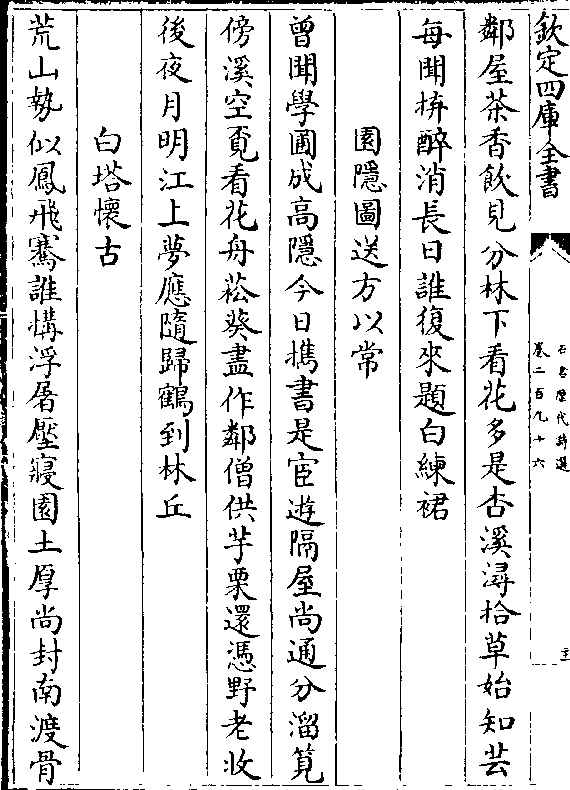 欽定四庫全書
石倉歷代詩選
卷二百九十六
鄰屋茶香飲見分林下看花多是杏溪潯拾草始知芸
每聞拚醉消長日誰復來題白練裙
園隱圖送方以常
曾聞學圃成高隱今日擕書是宦遊隔屋尚通分溜筧
傍溪空覔看花舟菘葵盡作鄰僧供芋栗還憑野老收
後夜月明江上夢應隨歸鶴到林丘
白塔懷古
荒山勢似鳳飛騫誰搆浮屠壓寢園土厚尚封南渡骨